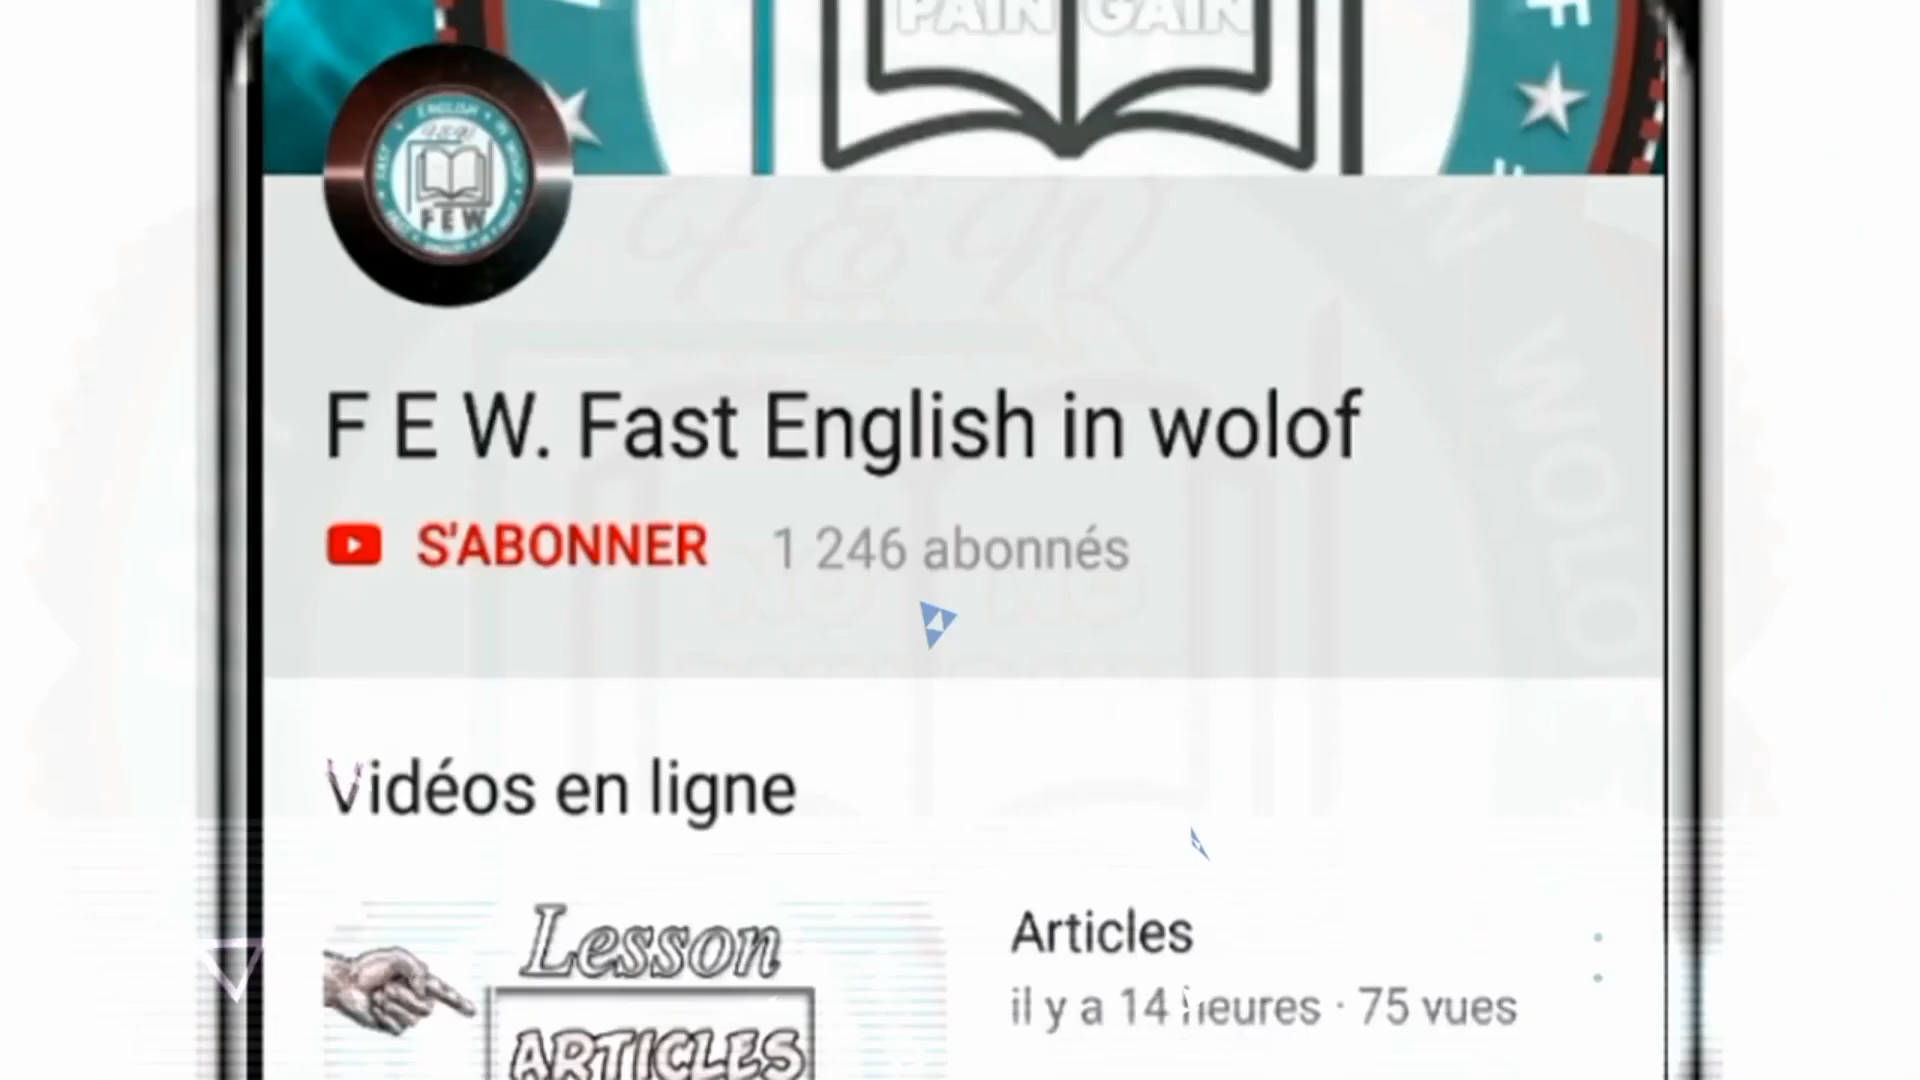 PAIN GAIN
F E W
F E W. Fast English in wolof
S'ABONNER 1 246 abonnés
Vidéos en ligne
Lesson
ARTICLES
Articles
il y a 14 heures · 75 vues
WOLO